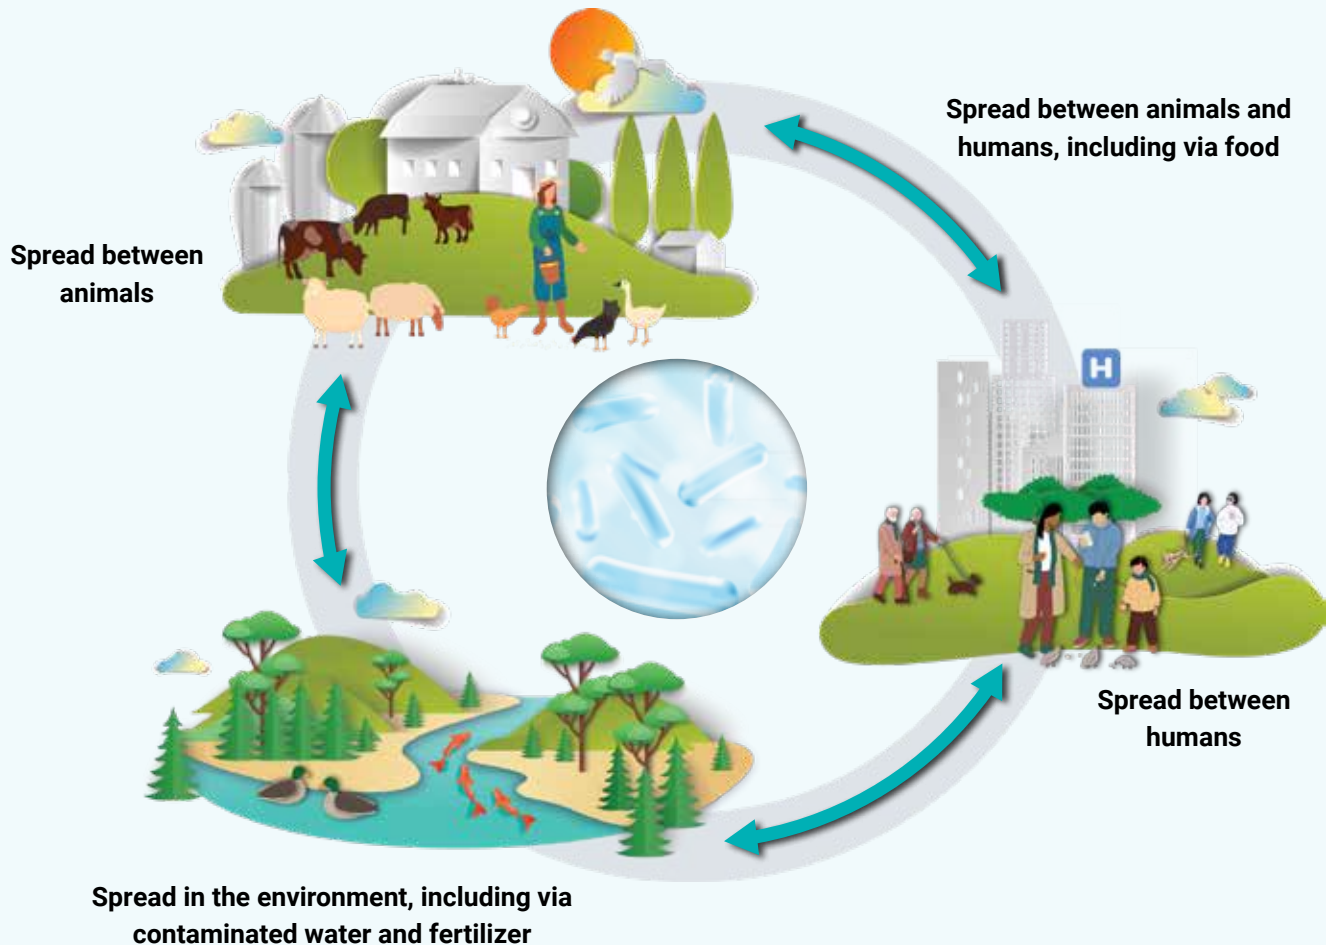 Spread between animals and
humans, including via food
Spread between
animals
H
Spread between
humans
Spread in the environment, including via
contaminated water and fertilizer